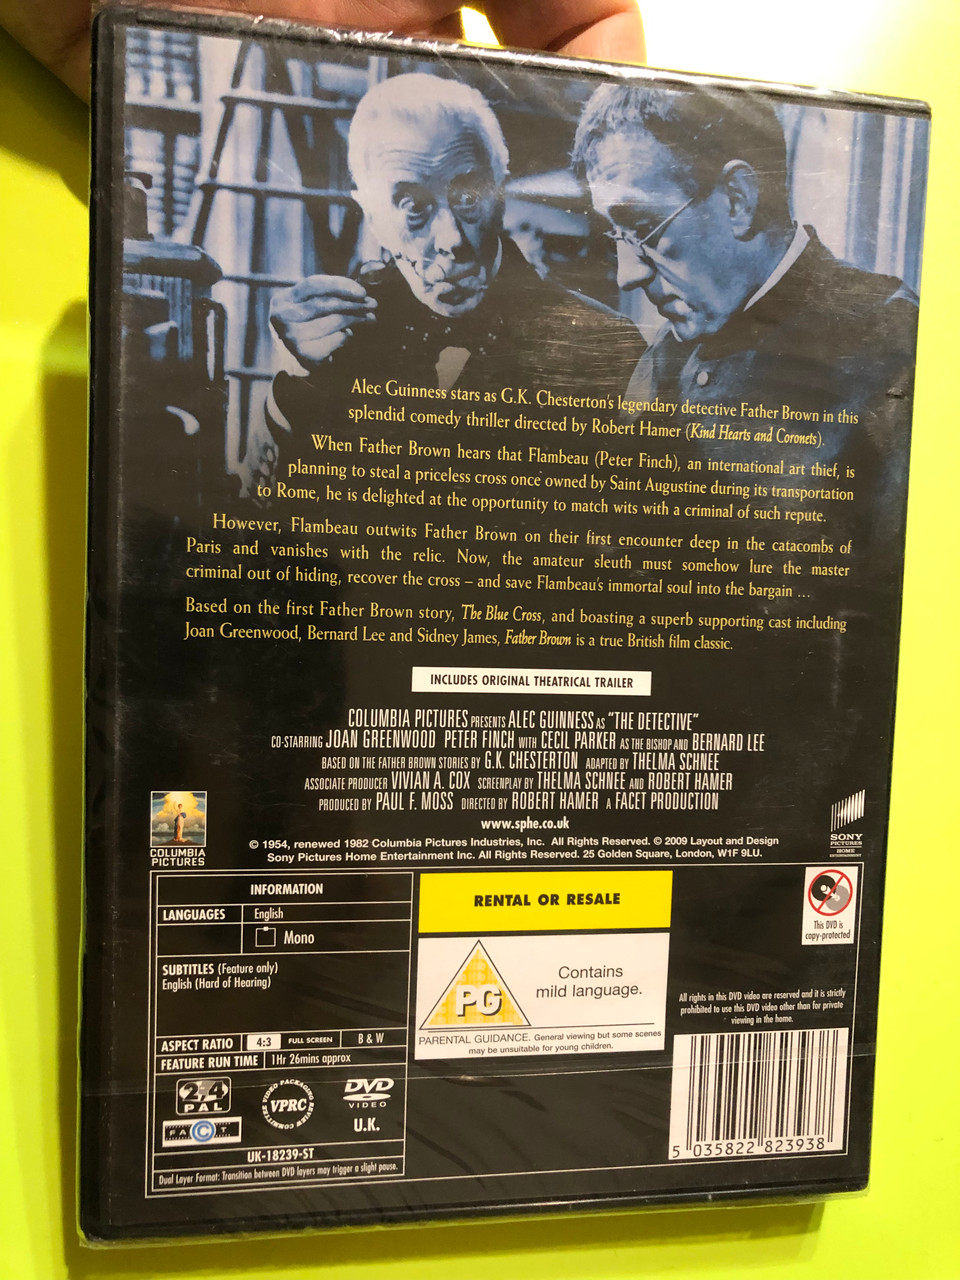 Alec Guinness stars as G.K. Chesterton's legendary detective Father Brown in this
splendid comedy thriller directed by Robert Hamer (Kind Hearts and Coronets).
When Father Brown hears that Flambeau (Peter Finch), an international art thief, is
planning to steal a priceless cross once owned by Saint Augustine during its transportation
to Rome, he is delighted at the opportunity to match wits with a criminal of such repute.
However, Flambeau outwits Father Brown on their first encounter deep in the catacombs of
Paris and vanishes with the relic. Now, the amateur sleuth must somehow lure the master
criminal out of hiding, recover the cross – and save Flambeau's immortal soul into the bargain ...
Based on the first Father Brown story, The Blue Cross, and boasting a superb supporting cast including
Joan Greenwood, Bernard Lee and Sidney James, Father Brown is a true British film classic.
INCLUDES ORIGINAL THEATRICAL TRAILER
COLUMBIA PICTURES PRESENTS ALEC GUINNESS AS "THE DETECTIVE"
CO-STARRING JOAN GREENWOOD PETER FINCH WITH CECIL PARKER AS THE BISHOP AND BERNARD LEE
BASED ON THE FATHER BROWN STORIES BY G.K. CHESTERTON ADAPTED BY THELMA SCHNEE
ASSOCIATE PRODUCER VIVIAN A. COX SCREENPLAY BY THELMA SCHNEE AND ROBERT HAMER
PRODUCED BY PAUL F. MOSS DIRECTED BY ROBERT HAMER A FACET PRODUCTION
www.sphe.co.uk
© 1954, renewed 1982 Columbia Pictures Industries, Inc. All Rights Reserved. © 2009 Layout and Design
Sony Pictures Home Entertainment Inc. All Rights Reserved. 25 Golden Square, London, W1F 9LU.
COLUMBIA
PICTURES
SONY
PICTURES
HOME
ENTERTAINMENT
INFORMATION
LANGUAGES English
Mono
SUBTITLES (Feature only)
English (Hard of Hearing)
ASPECT RATIO 4:3 FULL SCREEN B & W
FEATURE RUN TIME 1Hr 26mins approx
2,4
PAL
FACT
VIDEO PACKAGING REVIEW COMMITTEE
VPRC
DVD
VIDEO
U.K.
UK-18239-ST
Dual Layer Format: Transition between DVD layers may trigger a slight pause.
RENTAL OR RESALE
PG
Contains
mild language.
PARENTAL GUIDANCE. General viewing but some scenes
may be unsuitable for young children.
This DVD is
copy-protected
All rights in this DVD video are reserved and it is strictly
prohibited to use this DVD video other than for private
viewing in the home.
5 035822 823938